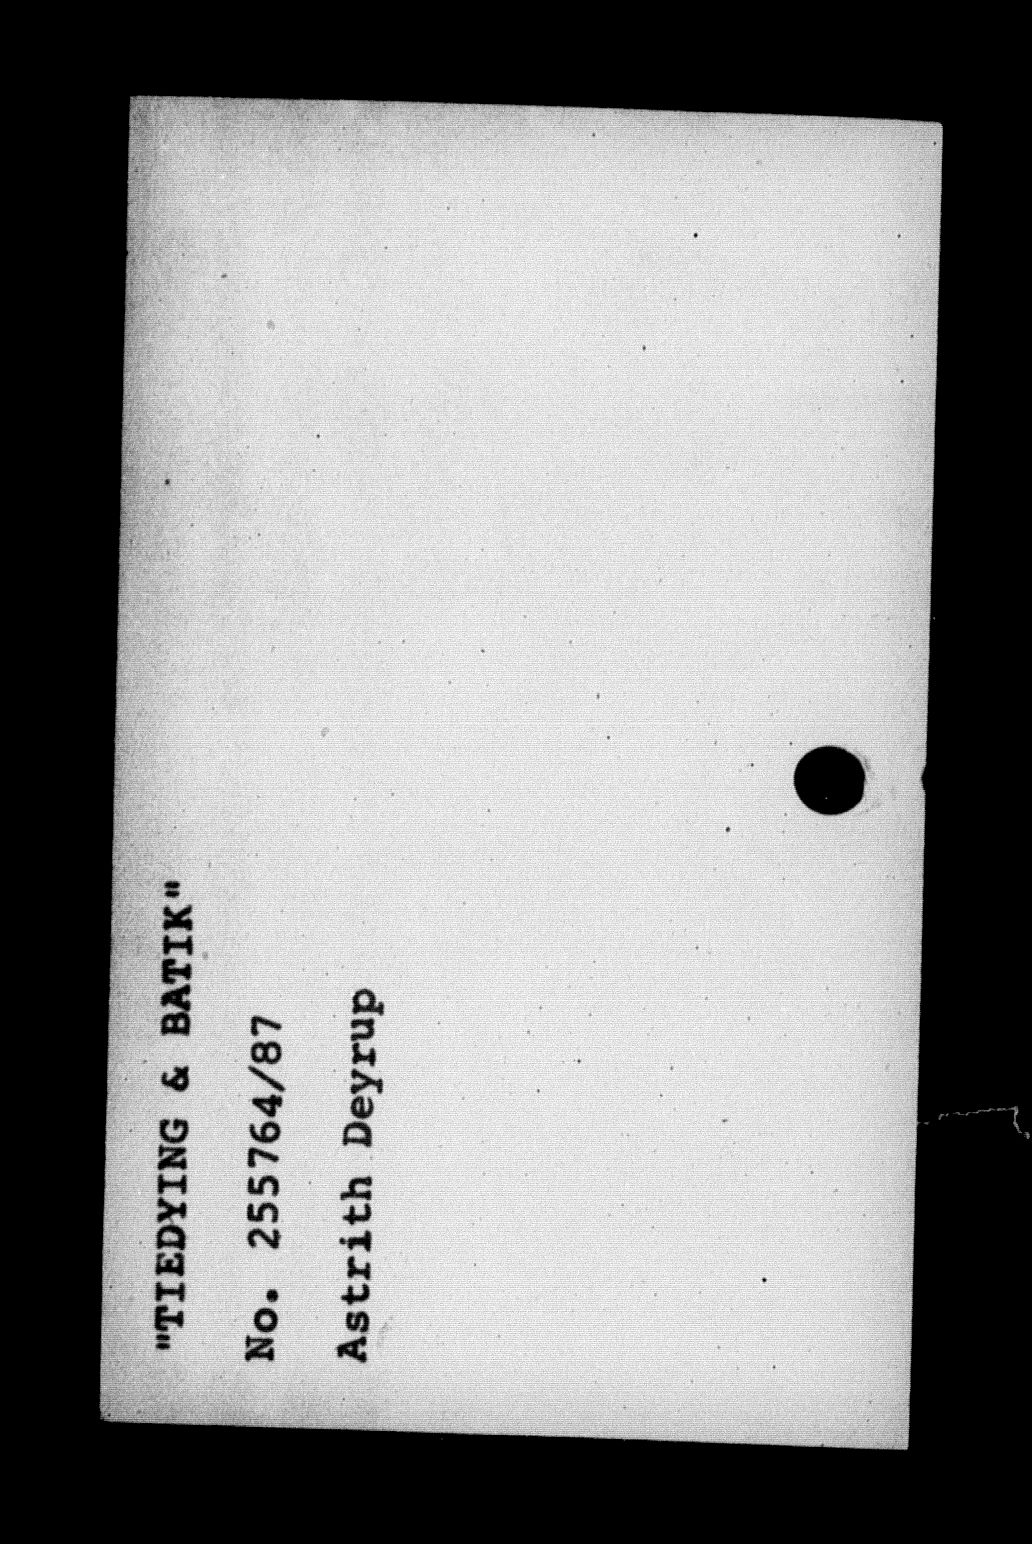 "TIEDYING & BATIK"
No. 255764/87
Astrith Deyrup